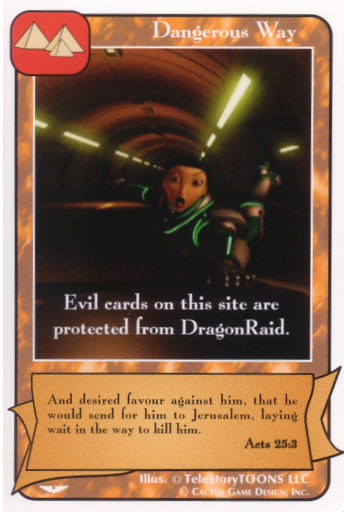 Dangerous Way
Evil cards on this site are
protected from DragonRaid.
And desired favour against him, that he
would send for him to Jerusalem, laying
wait in the way to kill him.
Acts 25:3
Illus. © TeleStoryTOONS LLC
© Cactus Game Design, Inc.